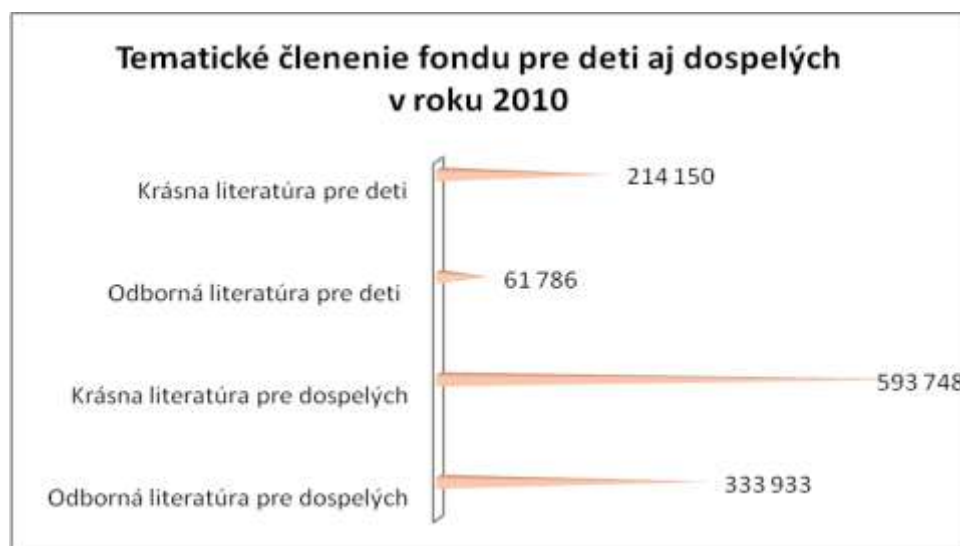 Tematické členenie fondu pre deti aj dospelých
v roku 2010
Krásna literatúra pre deti
214 150
Odborná literatúra pre deti
61 786
Krásna literatúra pre dospelých
593 748
Odborná literatúra pre dospelých
333 933